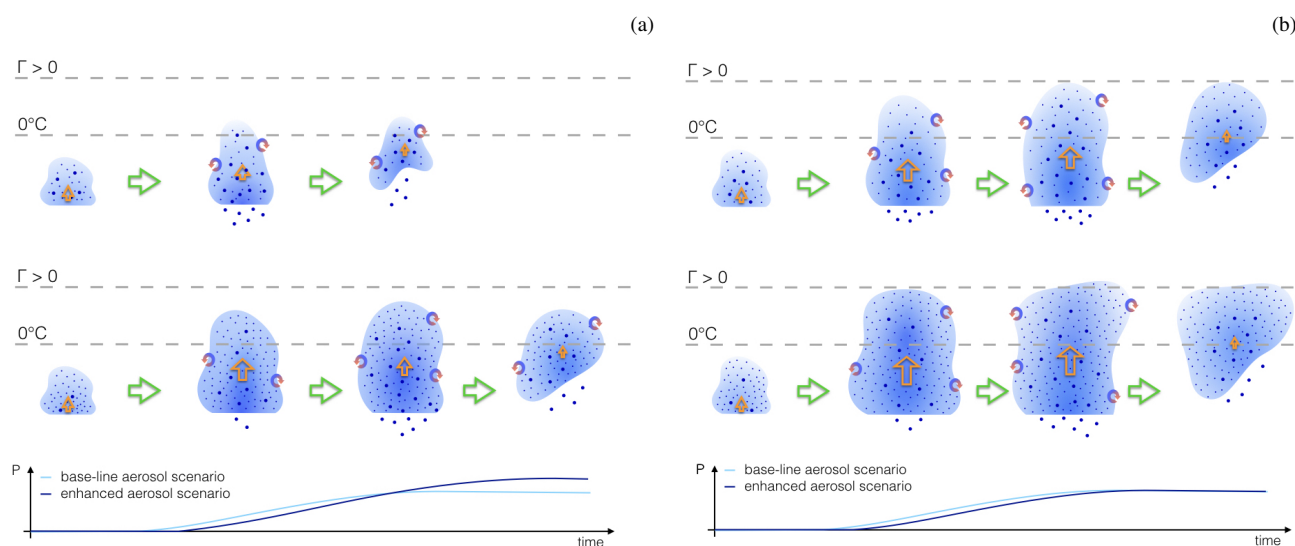 (a)
Γ > 0
0°C
Γ > 0
0°C
P
base-line aerosol scenario
enhanced aerosol scenario
time
(b)
Γ > 0
0°C
Γ > 0
0°C
P
base-line aerosol scenario
enhanced aerosol scenario
time